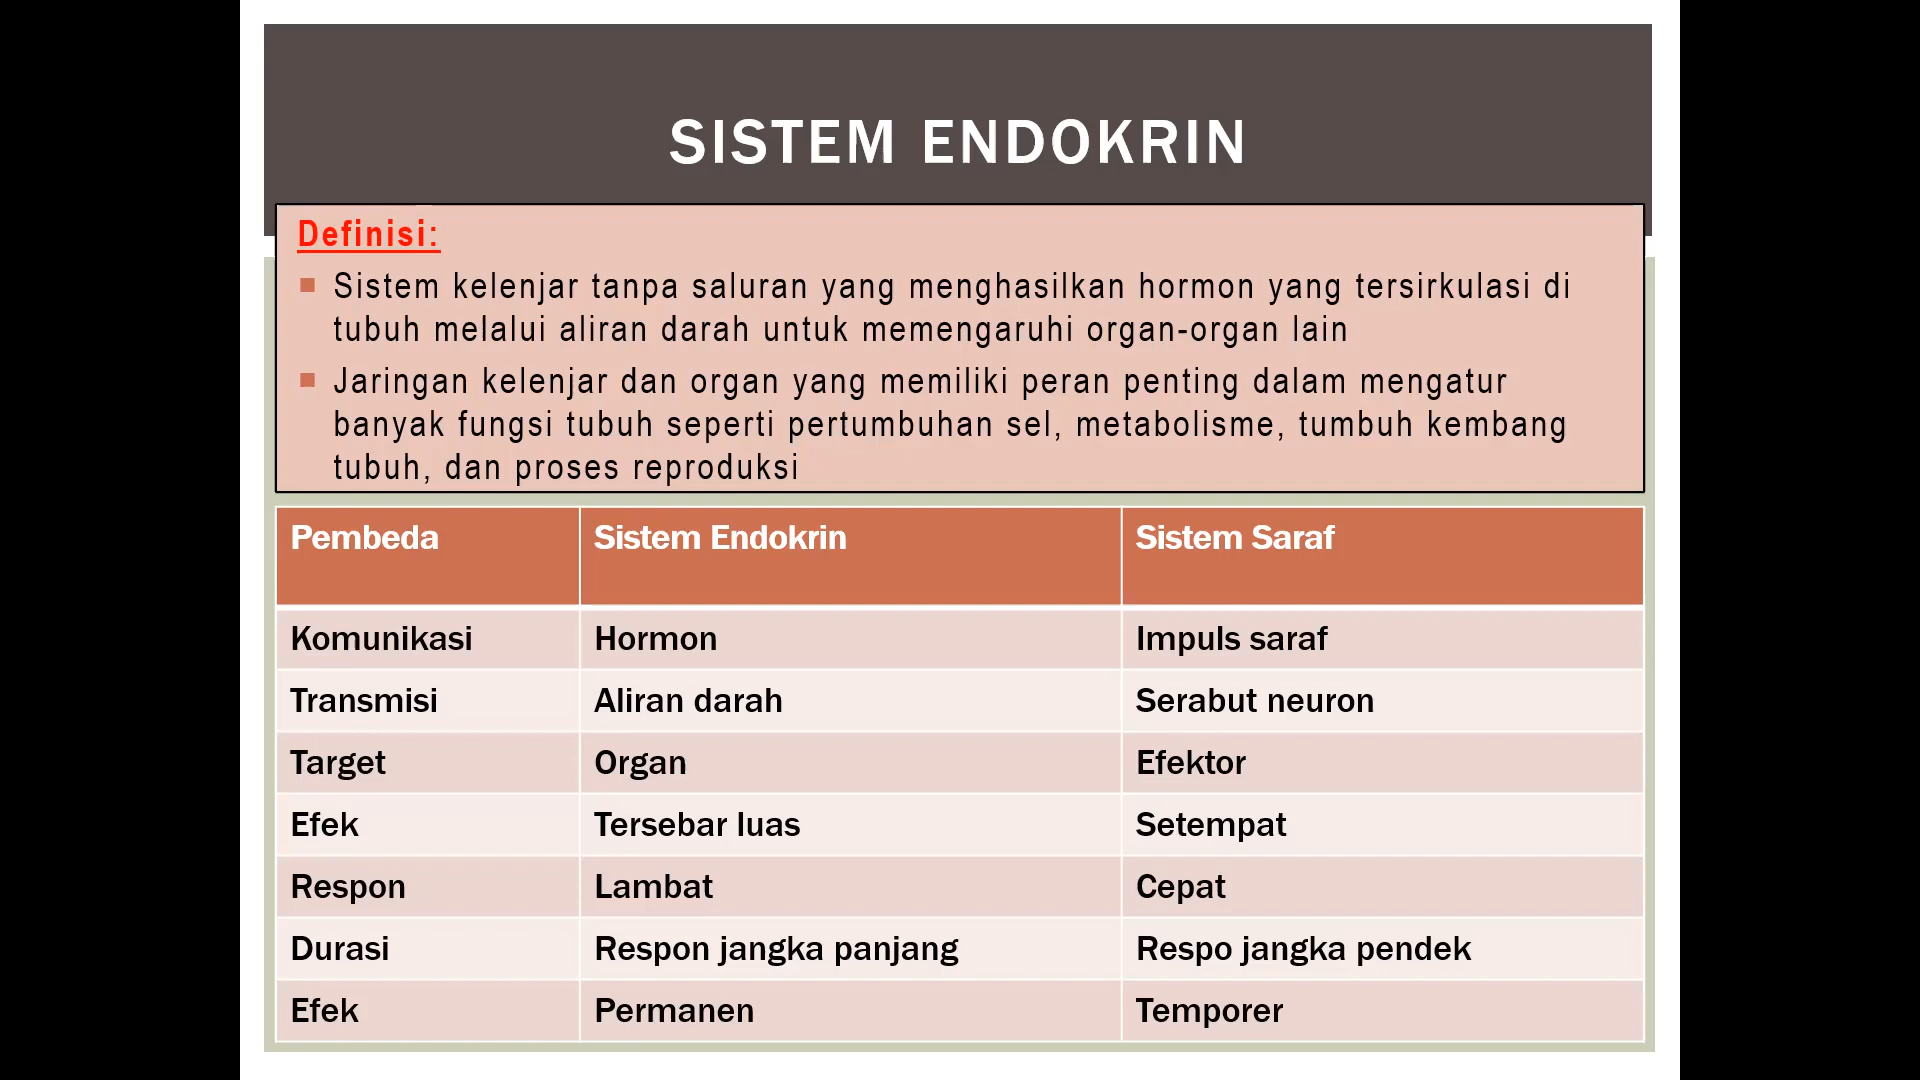 SISTEM ENDOKRIN
Definisi:
Sistem kelenjar tanpa saluran yang menghasilkan hormon yang tersirkulasi di
tubuh melalui aliran darah untuk memengaruhi organ-organ lain
Jaringan kelenjar dan organ yang memiliki peran penting dalam mengatur
banyak fungsi tubuh seperti pertumbuhan sel, metabolisme, tumbuh kembang
tubuh, dan proses reproduksi
Pembeda Sistem Endokrin Sistem Saraf
Komunikasi Hormon Impuls saraf
Transmisi Aliran darah Serabut neuron
Target Organ Efektor
Efek Tersebar luas Setempat
Respon Lambat Cepat
Durasi Respon jangka panjang Respo jangka pendek
Efek Permanen Temporer